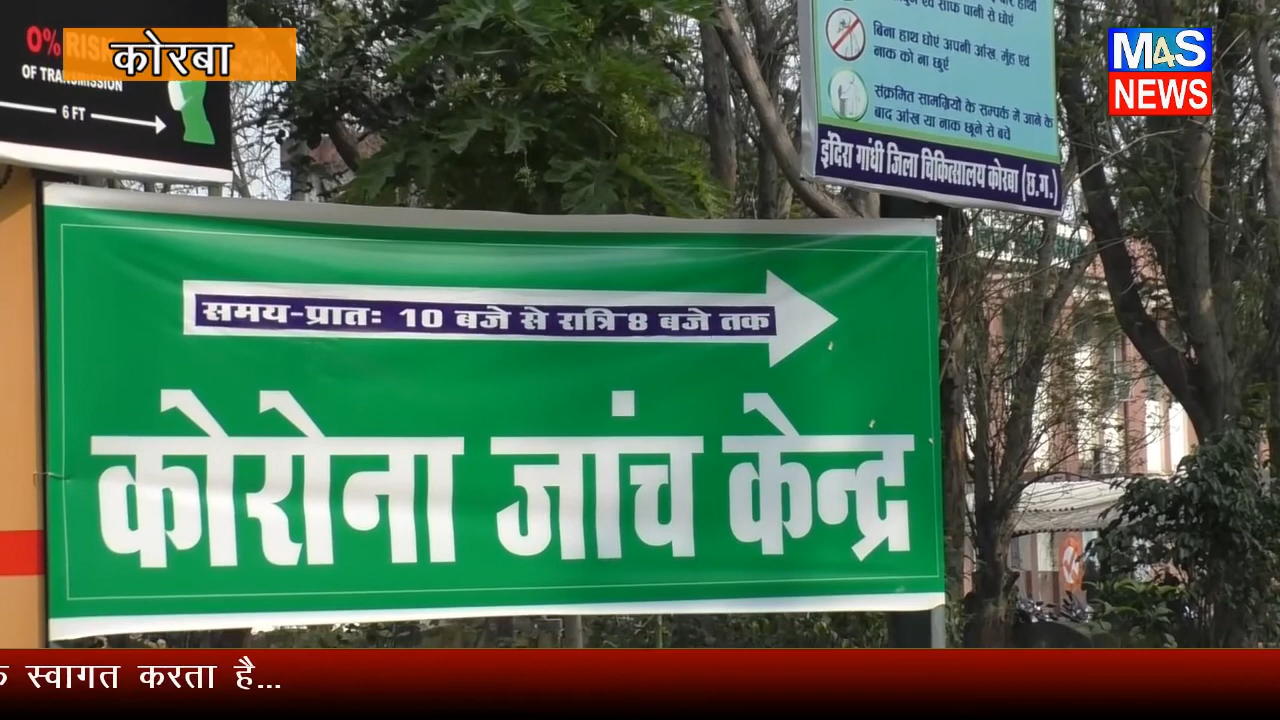 0% RISK
OF TRANSMISSION
6 FT
कोरबा
एवं साफ पानी से धोएं
बिना हाथ धोएं अपनी आँख, मुँह एवं
नाक को ना छुएं
संक्रमित सामग्रियों के सम्पर्क में आने के
बाद आंख या नाक छूने से बचें
इंदिरा गांधी जिला चिकित्सालय कोरबा (छ.ग.)
M4S
NEWS
समय-प्रातः 10 बजे से रात्रि 8 बजे तक
कोरोना जांच केन्द्र
स्वागत करता है...